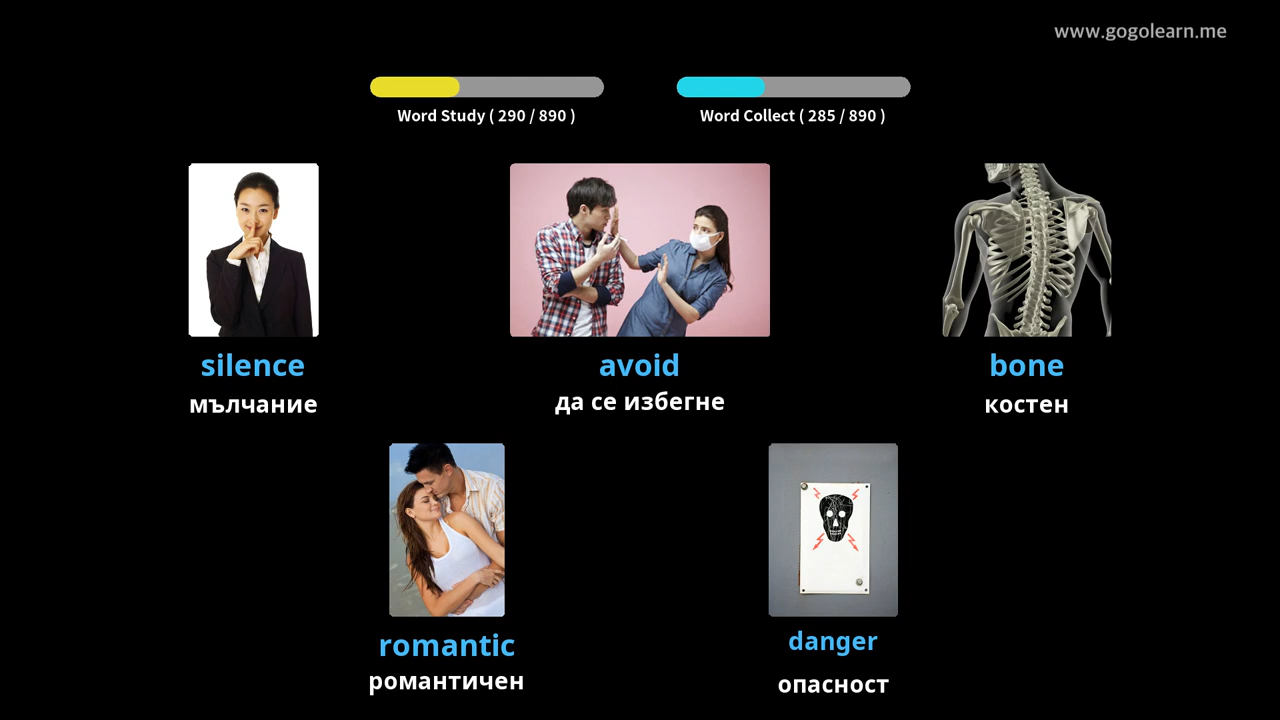 www.gogolearn.me
Word Study ( 290 / 890 )
Word Collect ( 285 / 890 )
silence
avoid
bone
мълчание
да се избегне
костен
romantic
danger
романтичен
опасност